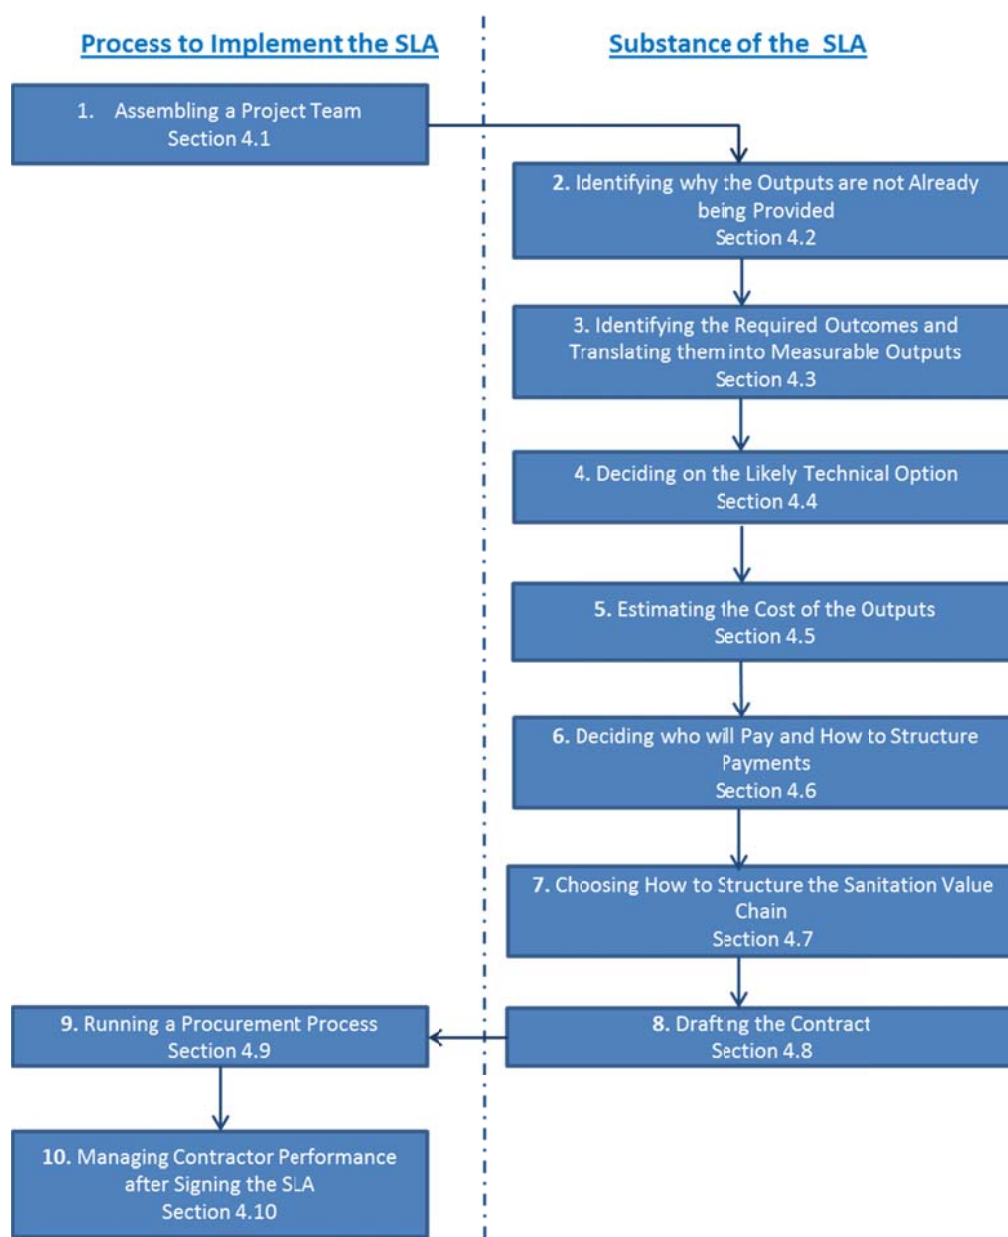 Process to Implement the SLA
Substance of the SLA
1. Assembling a Project Team
Section 4.1
2. Identifying why the Outputs are not Already
being Provided
Section 4.2
3. Identifying the Required Outcomes and
Translating them into Measurable Outputs
Section 4.3
4. Deciding on the Likely Technical Option
Section 4.4
5. Estimating the Cost of the Outputs
Section 4.5
6. Deciding who will Pay and How to Structure
Payments
Section 4.6
7. Choosing How to Structure the Sanitation Value
Chain
Section 4.7
8. Drafting the Contract
Section 4.8
9. Running a Procurement Process
Section 4.9
10. Managing Contractor Performance
after Signing the SLA
Section 4.10